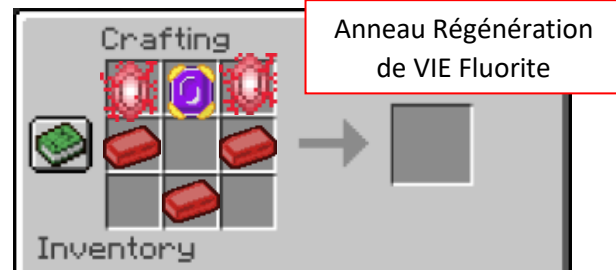 Crafting
Anneau Régénération
de VIE Fluorite
Inventory